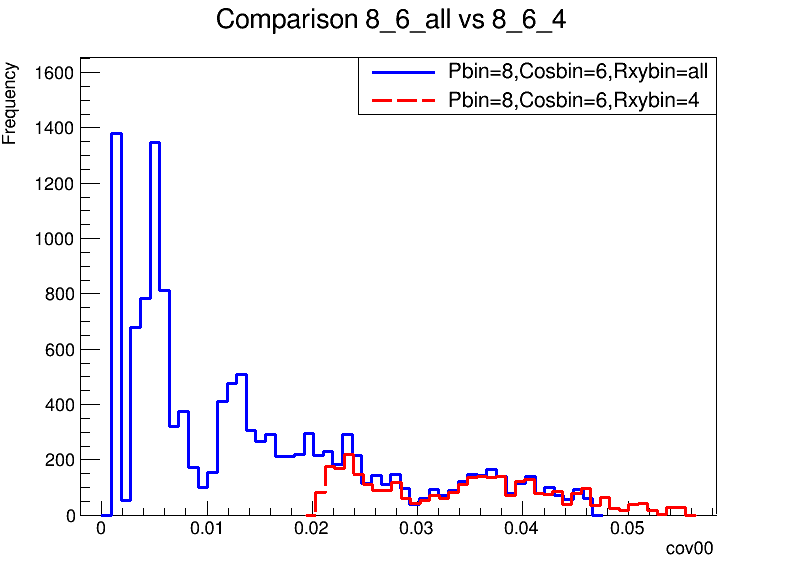 Comparison 8_6_all vs 8_6_4
Frequency
Pbin=8,Cosbin=6,Rxybin=all
Pbin=8,Cosbin=6,Rxybin=4
1600
1400
1200
1000
800
600
400
200
0
0 0.01 0.02 0.03 0.04 0.05
cov00